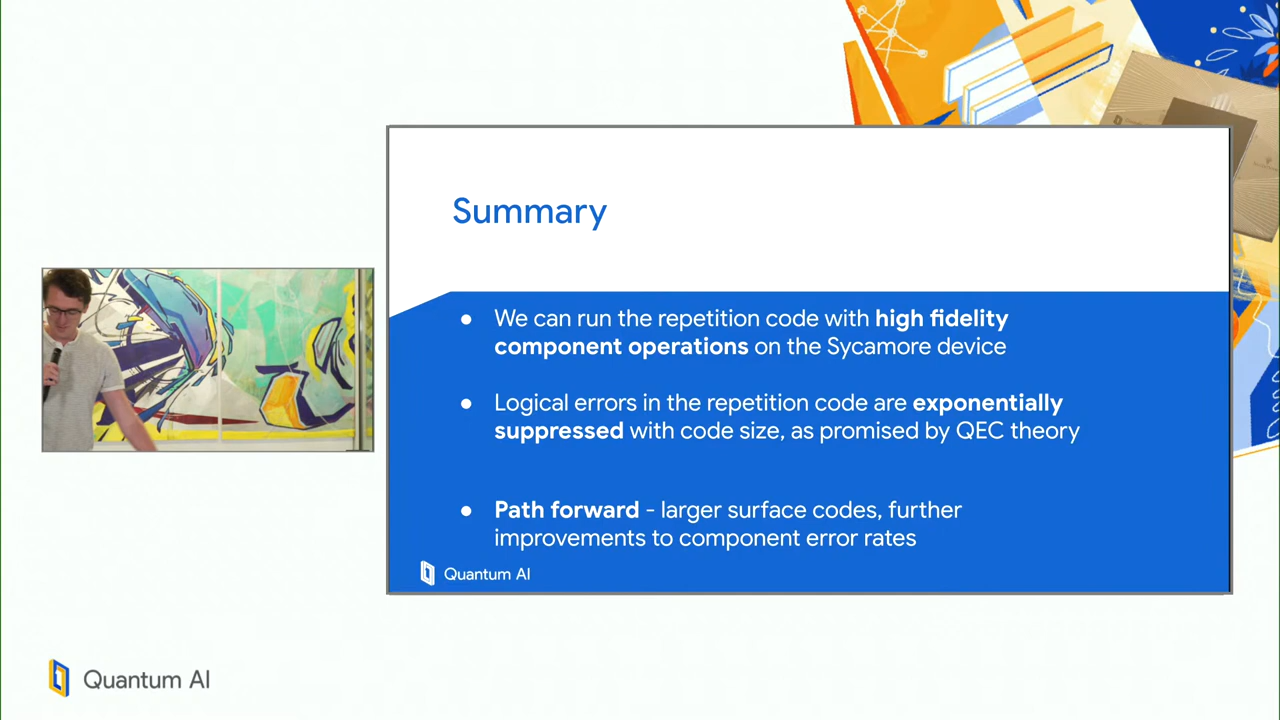 Summary
● We can run the repetition code with high fidelity
component operations on the Sycamore device
● Logical errors in the repetition code are exponentially
suppressed with code size, as promised by QEC theory
● Path forward - larger surface codes, further
improvements to component error rates
Quantum AI
Quantum AI